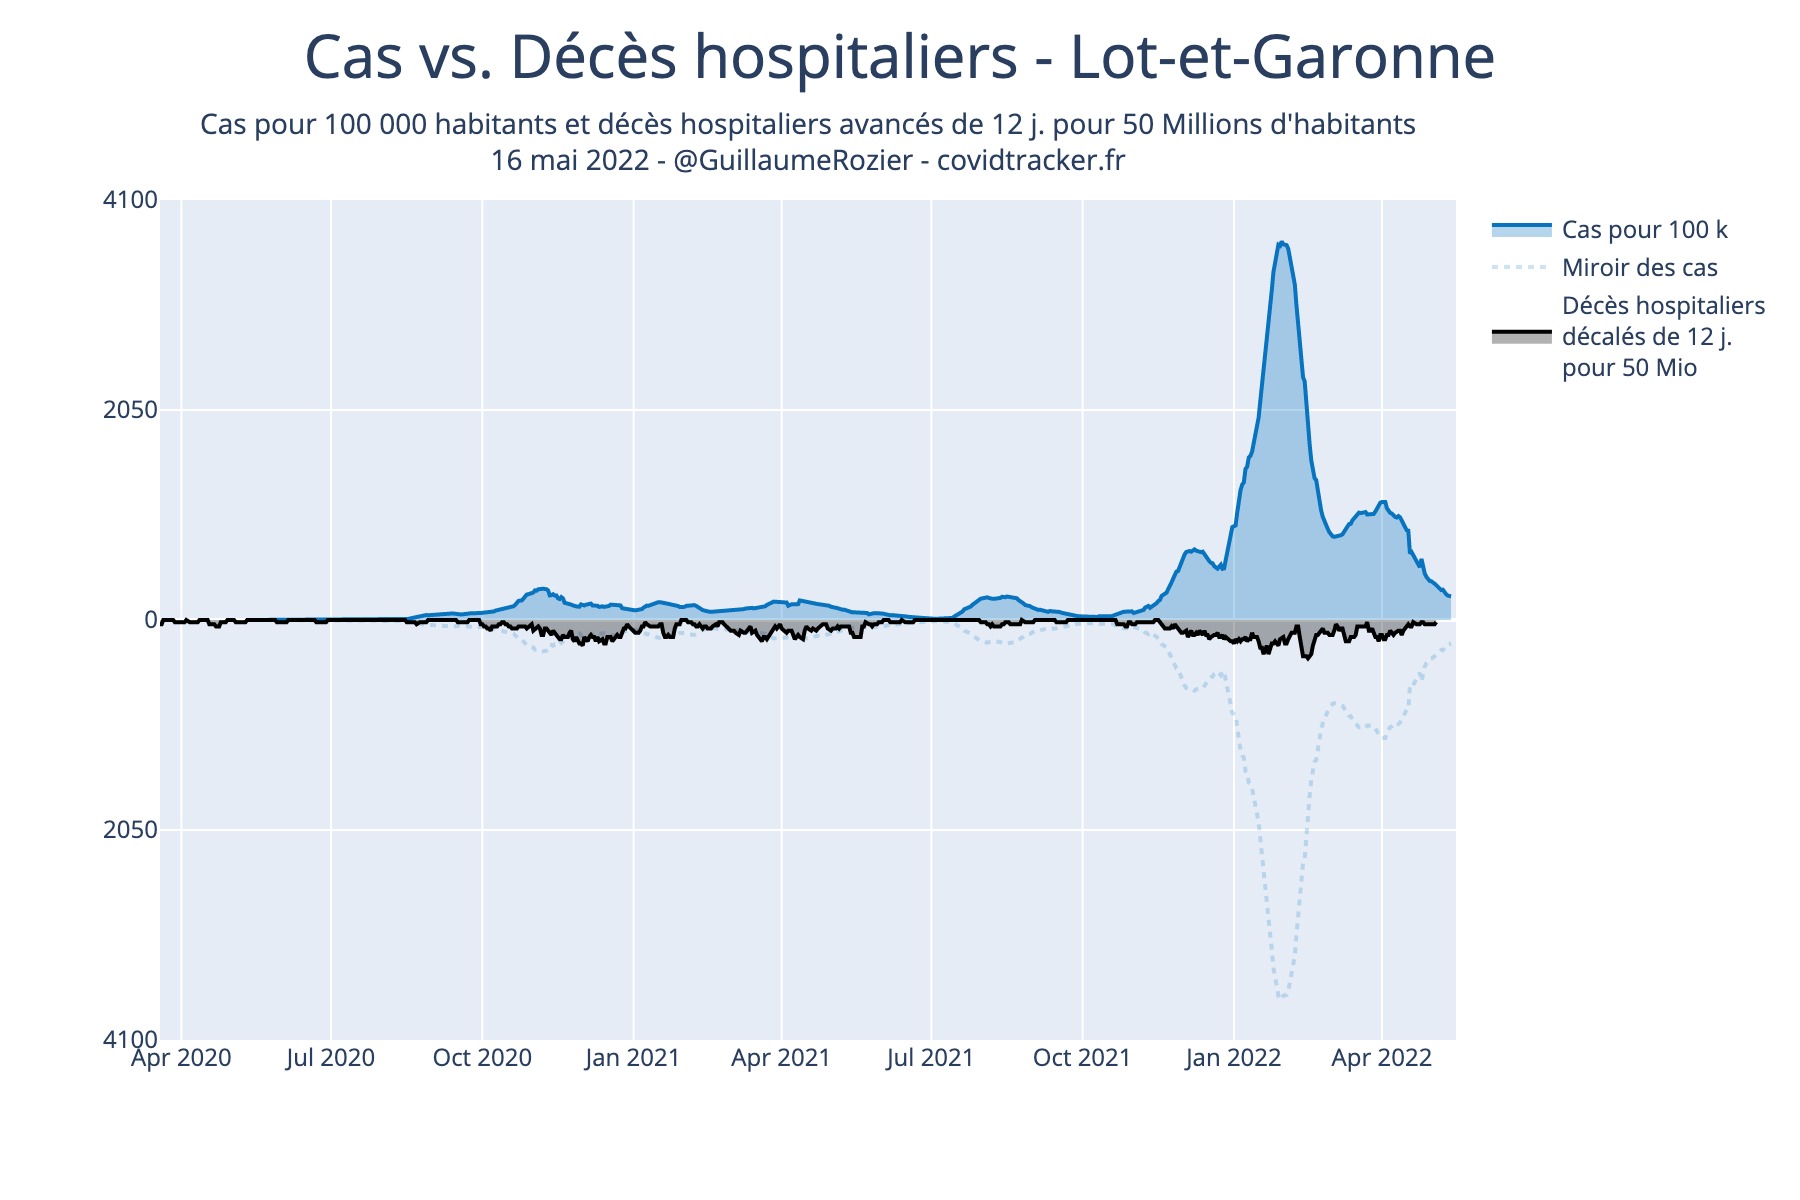 Cas vs. Décès hospitaliers - Lot-et-Garonne
Cas pour 100 000 habitants et décès hospitaliers avancés de 12 j. pour 50 Millions d'habitants
16 mai 2022 - @GuillaumeRozier - covidtracker.fr
4100
2050
0
2050
4100
Apr 2020 Jul 2020 Oct 2020 Jan 2021 Apr 2021 Jul 2021 Oct 2021 Jan 2022 Apr 2022
Cas pour 100 k
Miroir des cas
Décès hospitaliers
décalés de 12 j.
pour 50 Mio